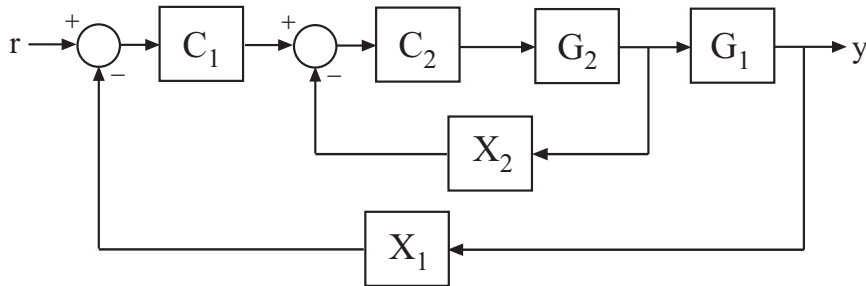 r + − C₁ + − C₂ G₂ G₁ y
X₂
X₁